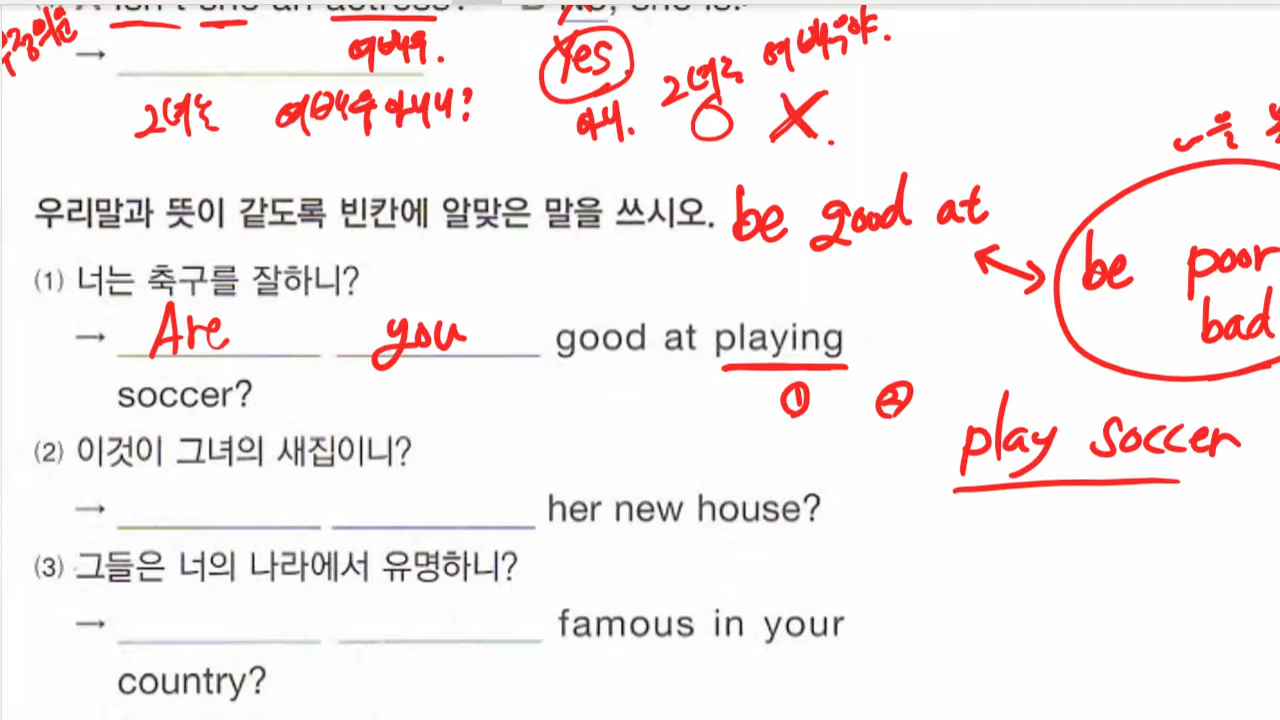 여배우.
Yes
그녀는 여배우야.
그녀는 여배우 아니니?
아니.
O X.
우리말과 뜻이 같도록 빈칸에 알맞은 말을 쓰시오. be good at
(1) 너는 축구를 잘하니?
be poor
bad
→ Are you good at playing
soccer?
① ②
play soccer
(2) 이것이 그녀의 새집이니?
→ her new house?
(3) 그들은 너의 나라에서 유명하니?
→ famous in your
country?